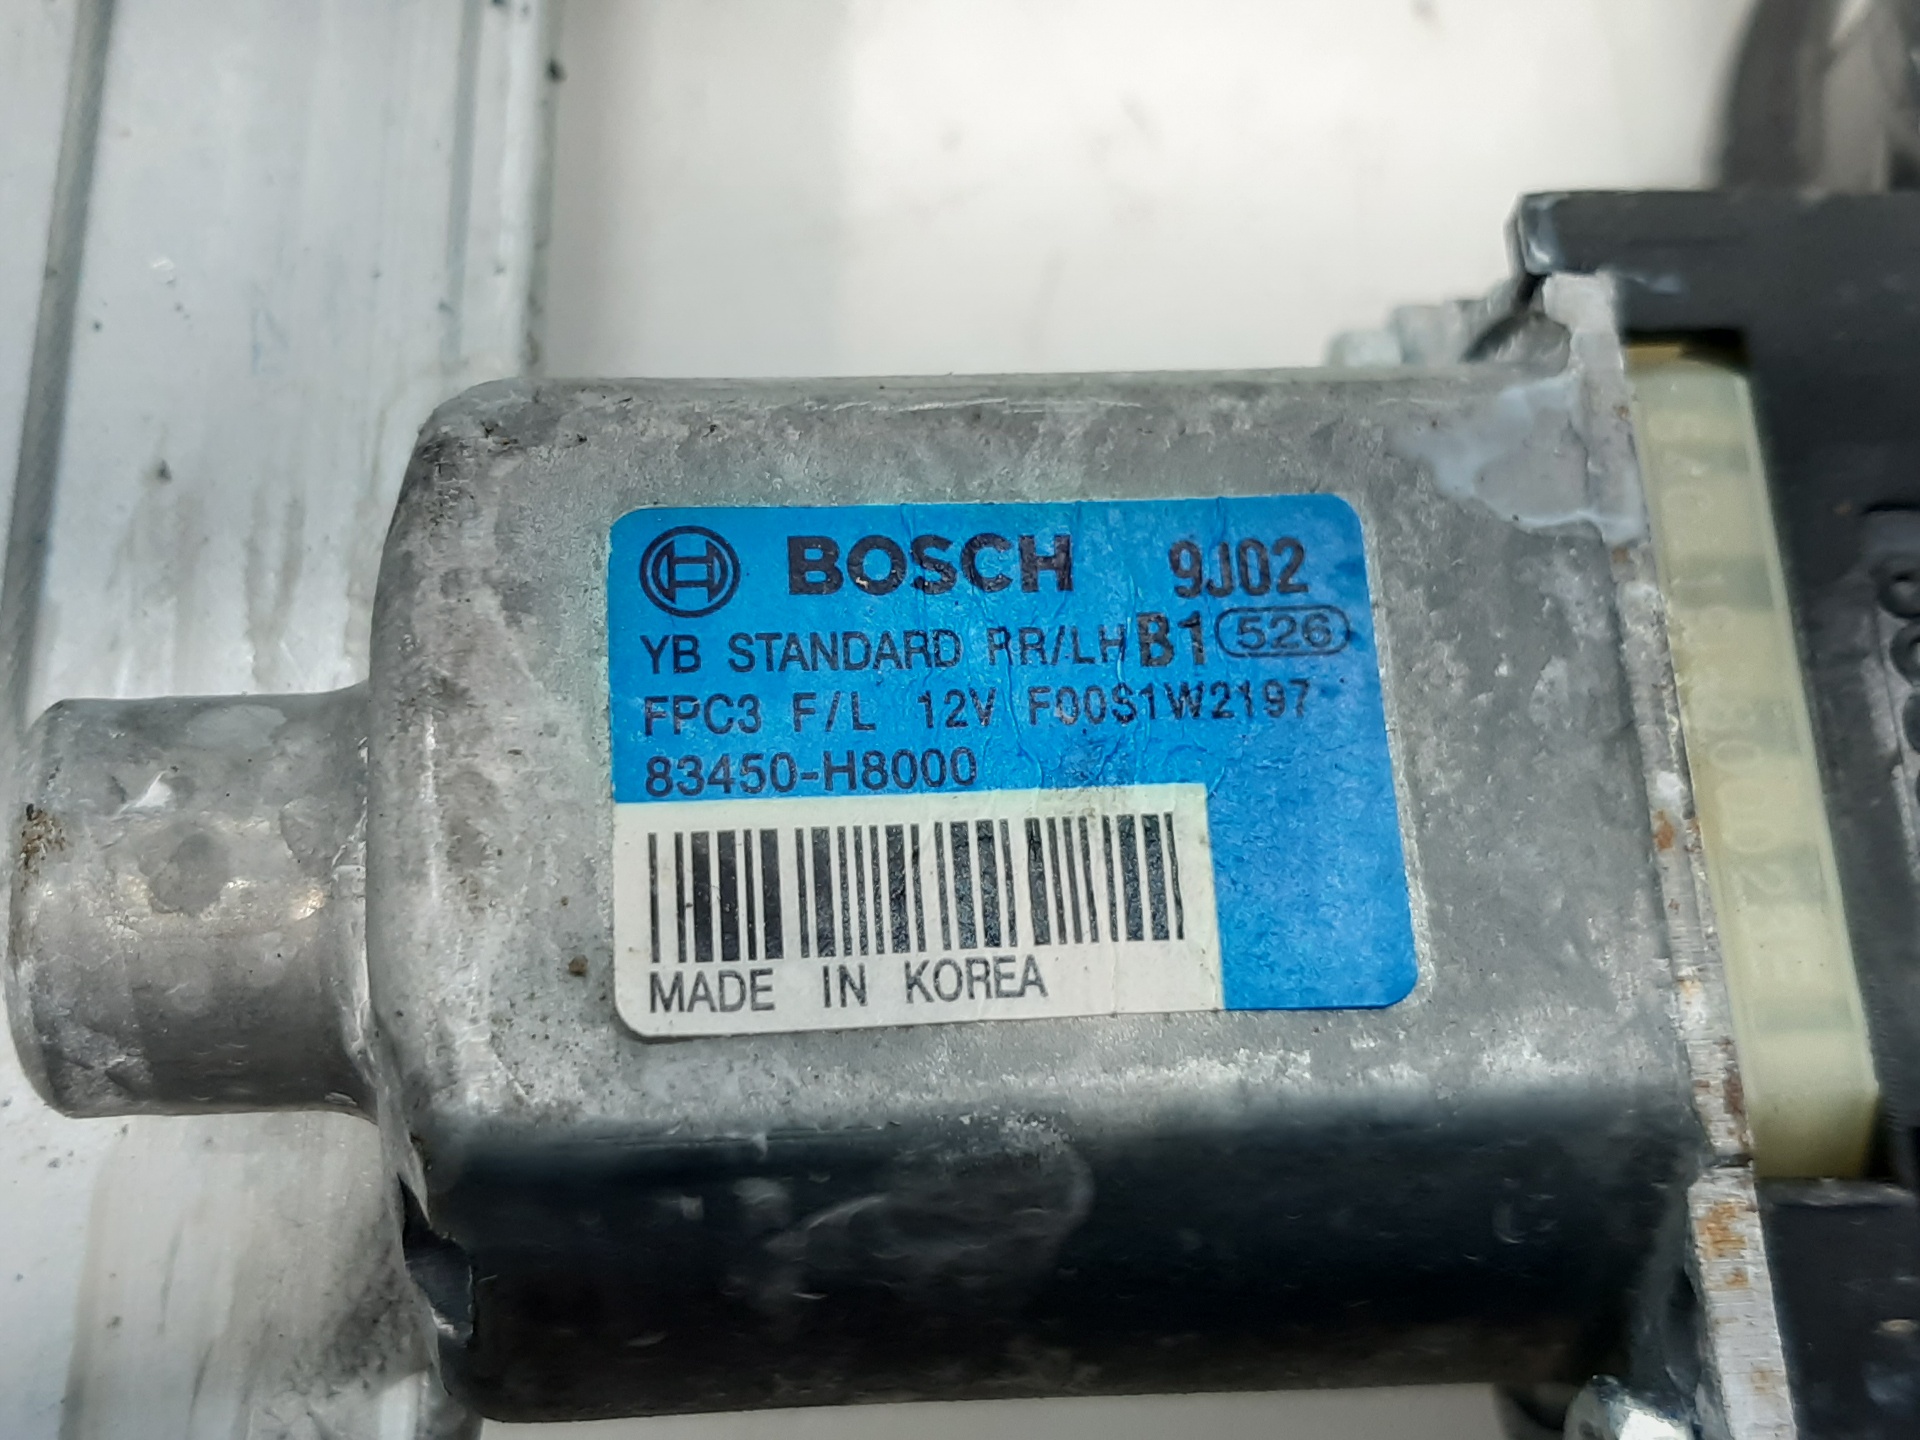 BOSCH 9J02
YB STANDARD RR/LH B1 526
FPC3 F/L 12V F00S1W2197
83450-H8000
MADE IN KOREA